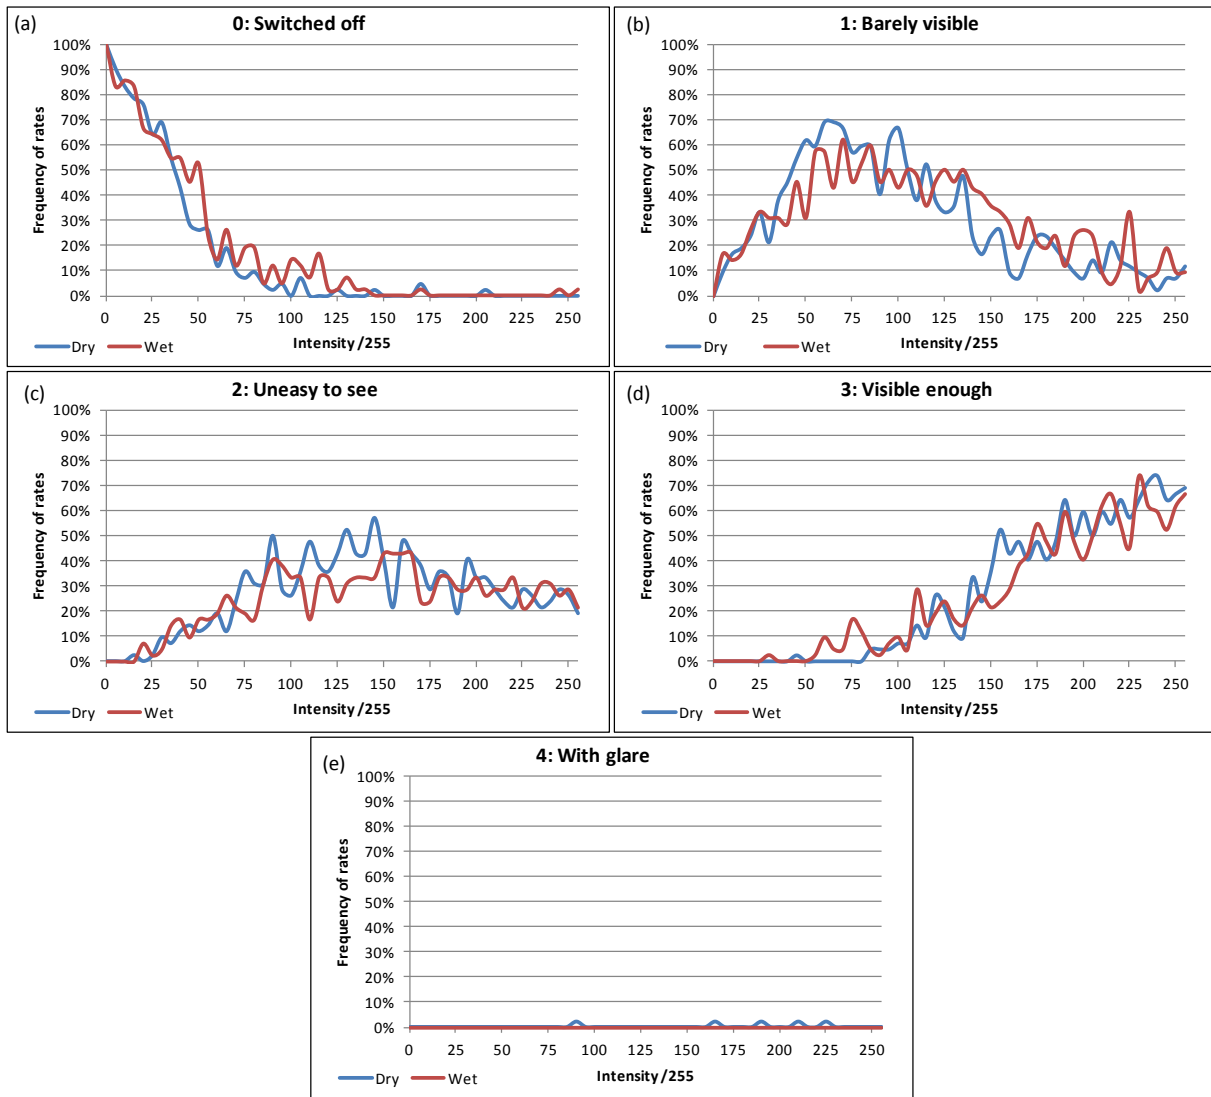 (a)
0: Switched off
100%
90%
80%
70%
60%
50%
40%
30%
20%
10%
0%
Frequency of rates
0 25 50 75 100 125 150 175 200 225 250
Intensity /255
Dry Wet
(b)
1: Barely visible
100%
90%
80%
70%
60%
50%
40%
30%
20%
10%
0%
Frequency of rates
0 25 50 75 100 125 150 175 200 225 250
Intensity /255
Dry Wet
(c)
2: Uneasy to see
100%
90%
80%
70%
60%
50%
40%
30%
20%
10%
0%
Frequency of rates
0 25 50 75 100 125 150 175 200 225 250
Intensity /255
Dry Wet
(d)
3: Visible enough
100%
90%
80%
70%
60%
50%
40%
30%
20%
10%
0%
Frequency of rates
0 25 50 75 100 125 150 175 200 225 250
Intensity /255
Dry Wet
(e)
4: With glare
100%
90%
80%
70%
60%
50%
40%
30%
20%
10%
0%
Frequency of rates
0 25 50 75 100 125 150 175 200 225 250
Intensity /255
Dry Wet